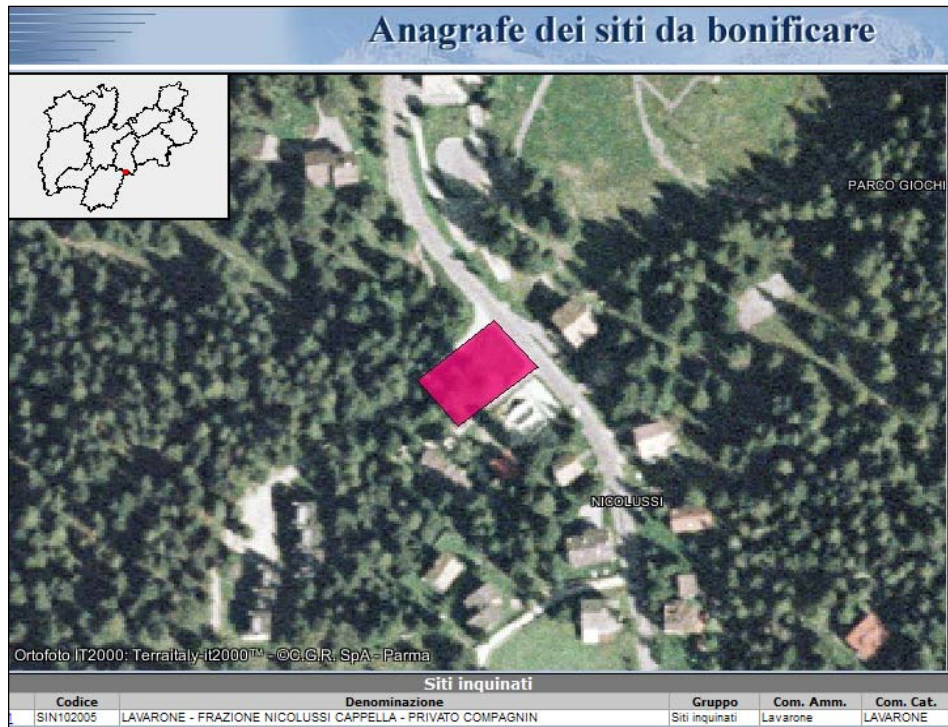 Anagrafe dei siti da bonificare
PARCO GIOCHI
NICOLUSSI
Ortofoto IT2000: Terraitaly-it2000™ - ©C.G.R. SpA - Parma
Siti inquinati
Codice Denominazione Gruppo Com. Amm. Com. Cat.
SIN102005 LAVARONE - FRAZIONE NICOLUSSI CAPPELLA - PRIVATO COMPAGNIN Siti inquinati Lavarone LAVARONE